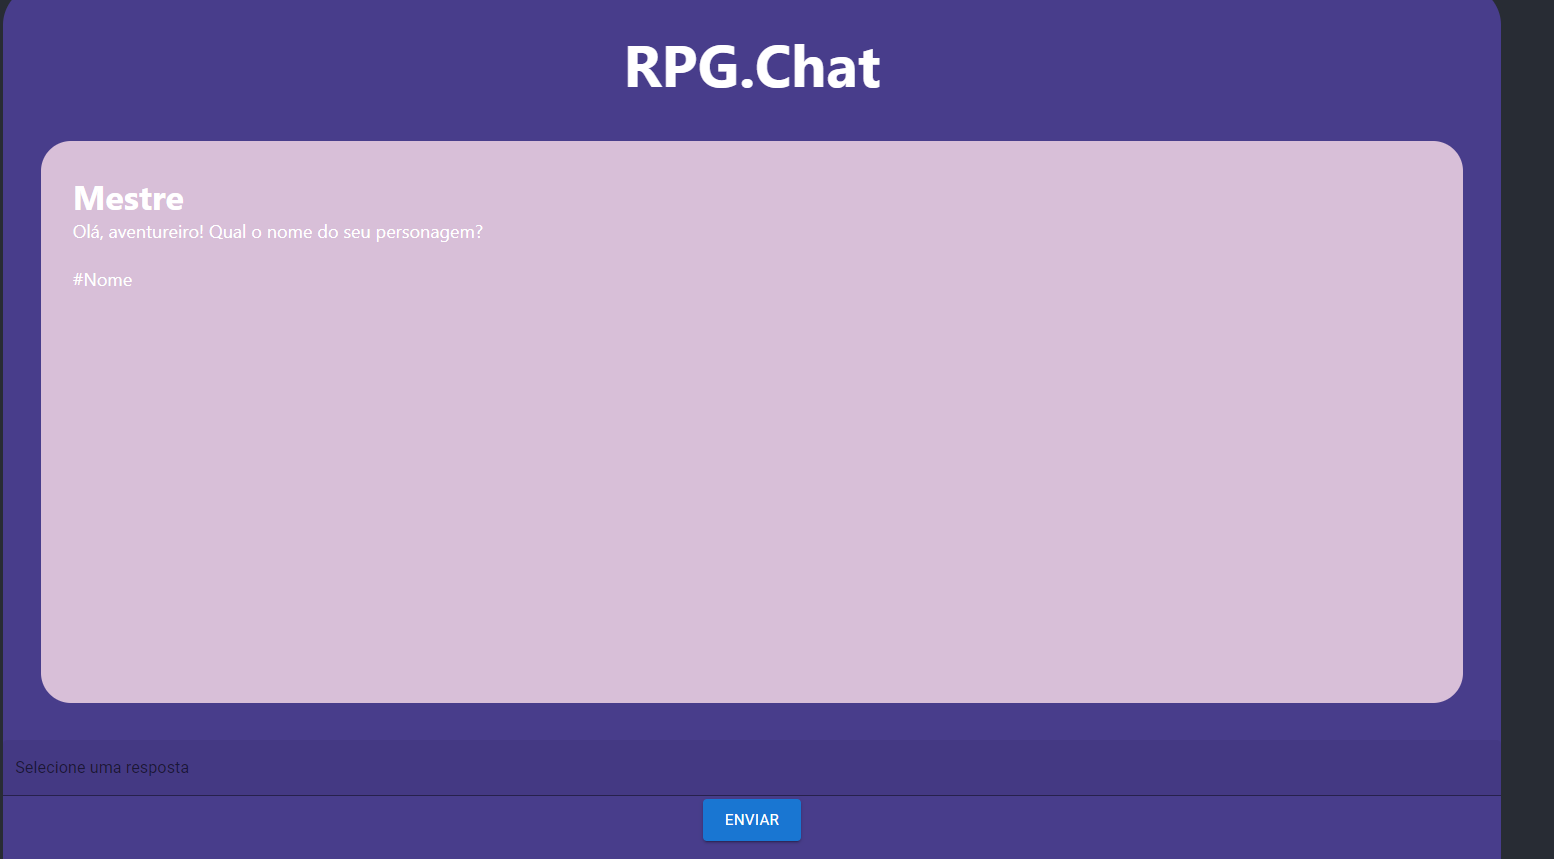 RPG.Chat
Mestre
Olá, aventureiro! Qual o nome do seu personagem?
#Nome
Selecione uma resposta
ENVIAR